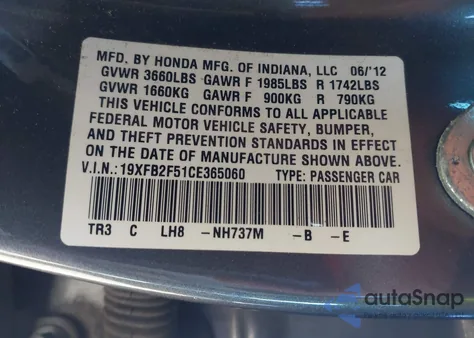 MFD. BY HONDA MFG. OF INDIANA, LLC 06/'12
GVWR 3660LBS GAWR F 1985LBS R 1742LBS
GVWR 1660KG GAWR F 900KG R 790KG
THIS VEHICLE CONFORMS TO ALL APPLICABLE
FEDERAL MOTOR VEHICLE SAFETY, BUMPER,
AND THEFT PREVENTION STANDARDS IN EFFECT
ON THE DATE OF MANUFACTURE SHOWN ABOVE.
V.I.N.: 19XFB2F51CE365060 TYPE: PASSENGER CAR
TR3 C LH8 -NH737M -B -E
autoSnap